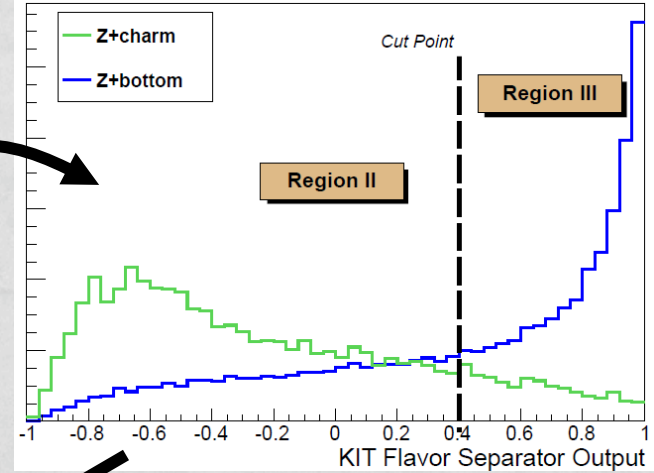 Z+charm
Z+bottom
Cut Point
Region III
Region II
-1 -0.8 -0.6 -0.4 -0.2 0 0.2 0.4 0.6 0.8 1
KIT Flavor Separator Output